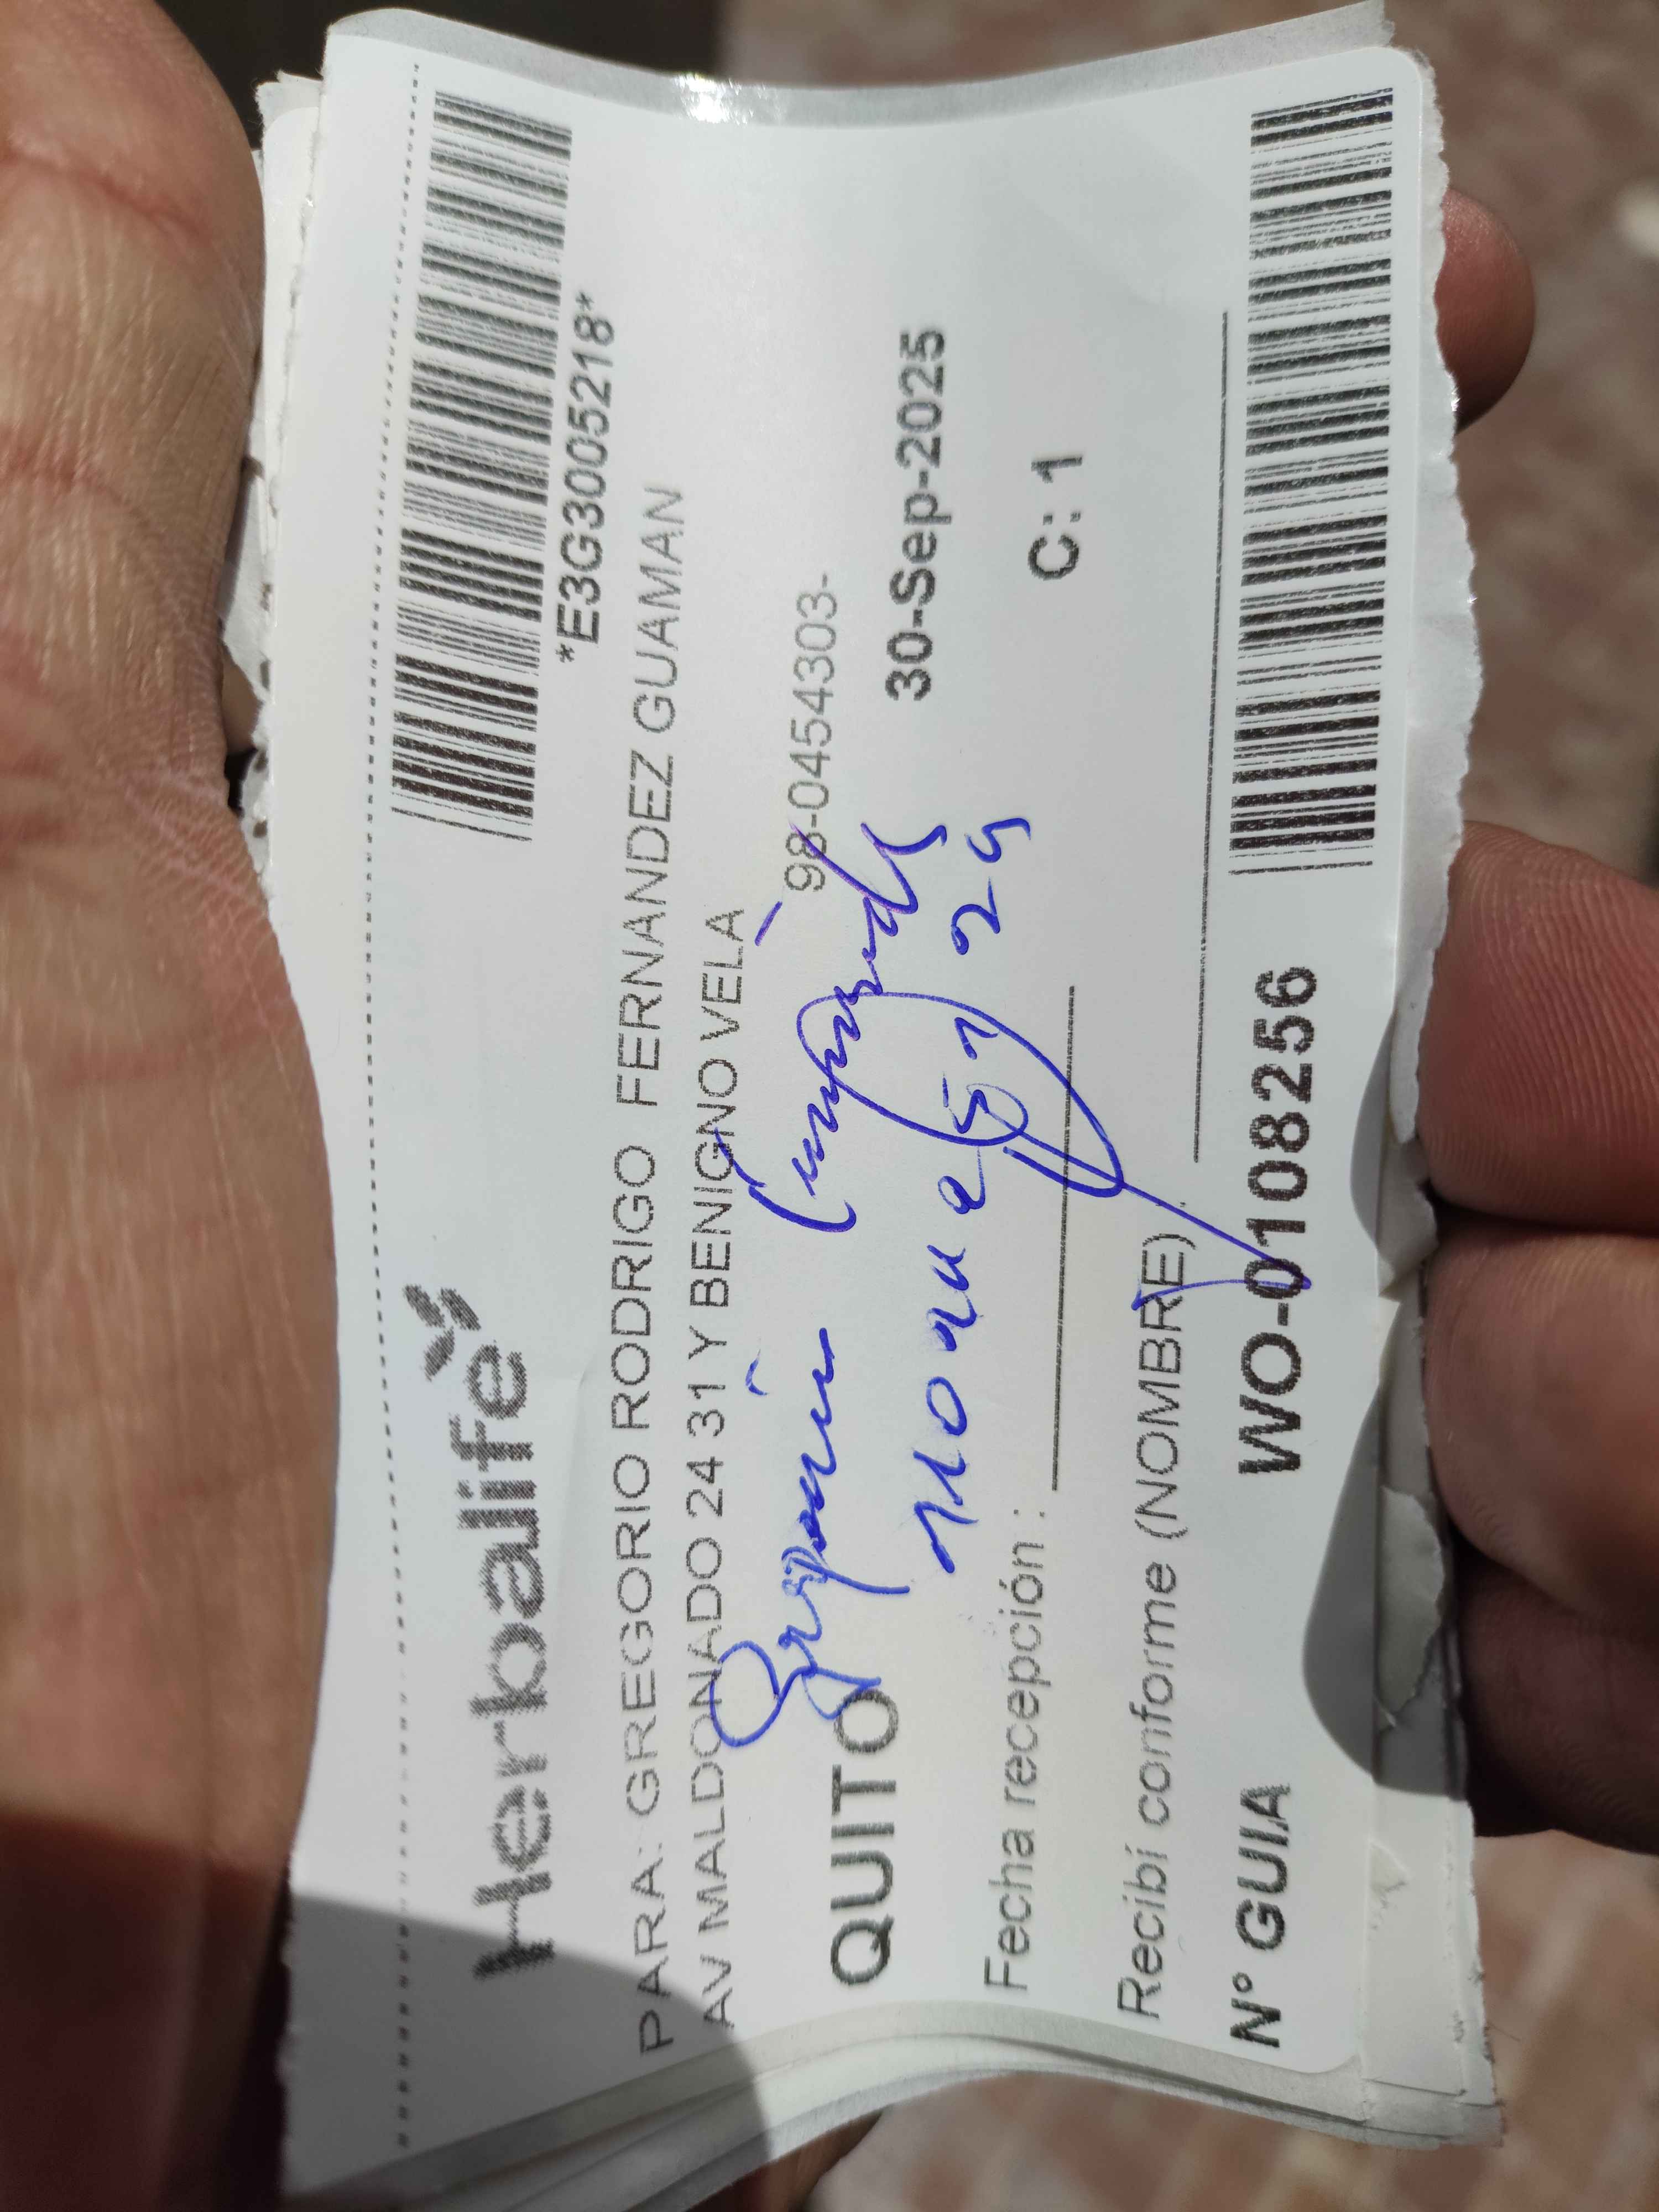 Herbalife
*E3G3005218*
PARA: GREGORIO RODRIGO FERNANDEZ GUAMAN
AV MALDONADO 24 31 Y BENIGNO VELA
98-0454303-
QUITO
30-Sep-2025
Fecha recepción :
C: 1
Recibí conforme (NOMBRE) :
N° GUIA WO-0108256